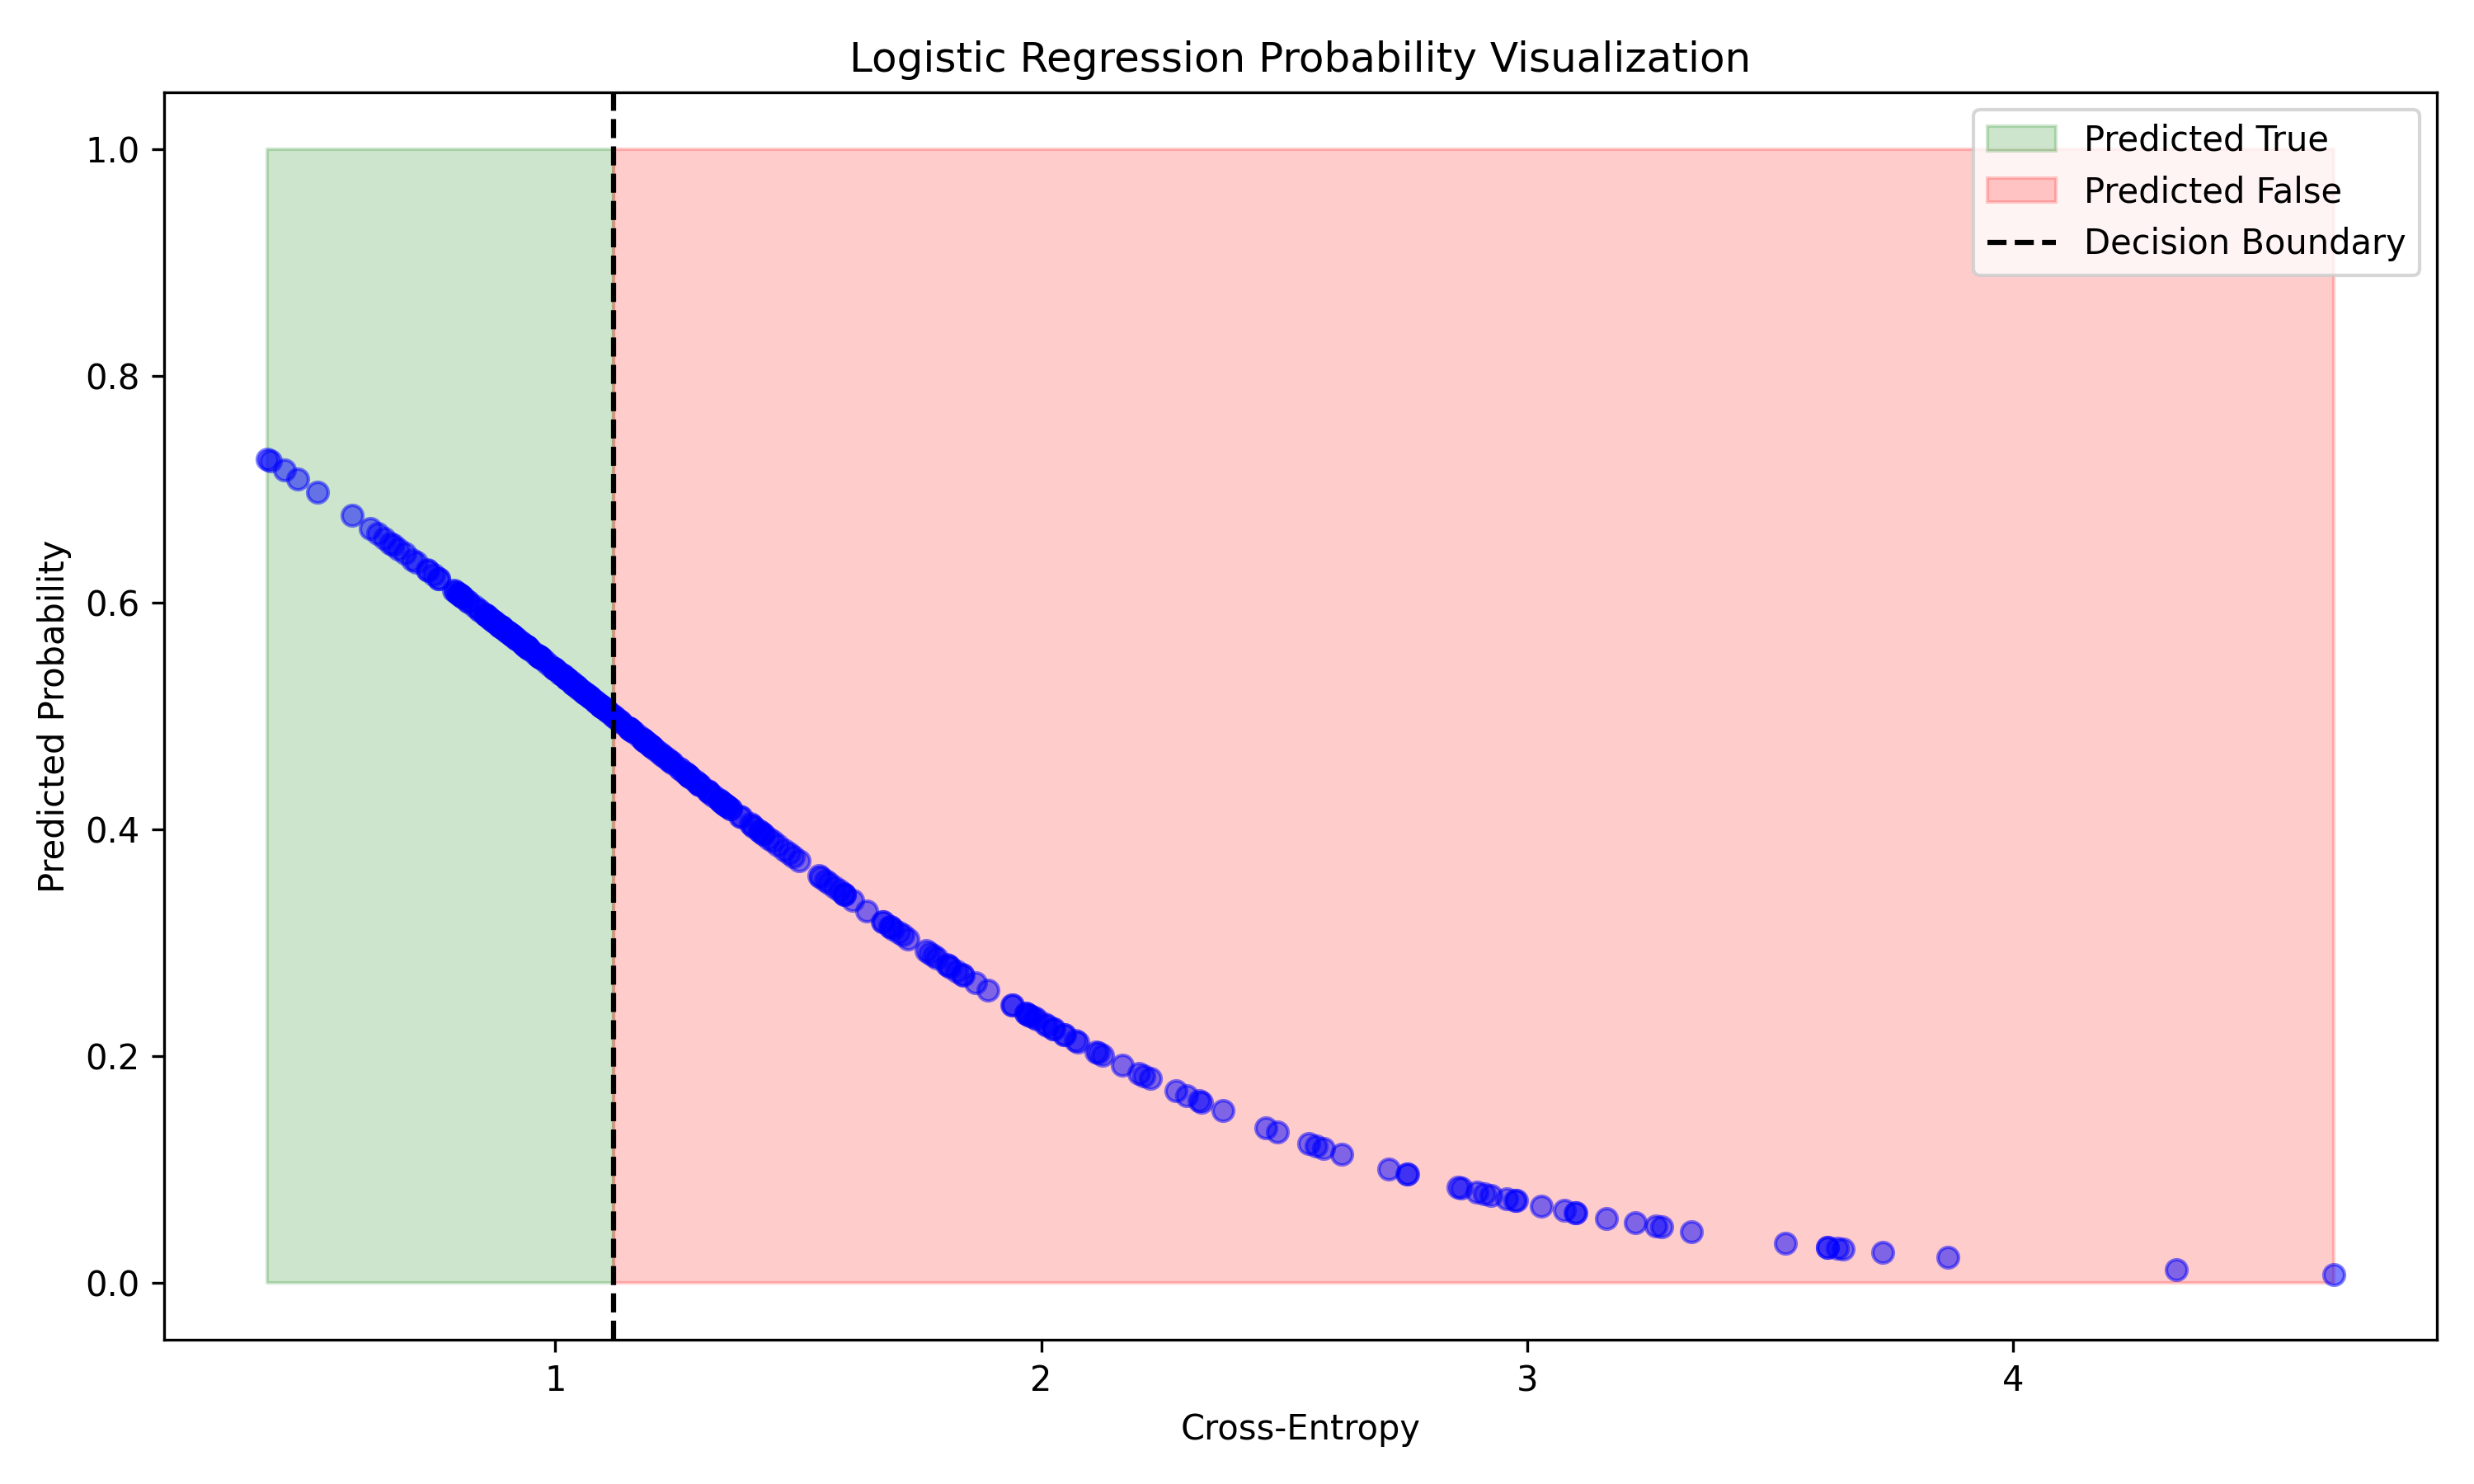 Logistic Regression Probability Visualization
Predicted True
Predicted False
Decision Boundary
1.0
0.8
0.6
0.4
0.2
0.0
Predicted Probability
1
2
3
4
Cross-Entropy